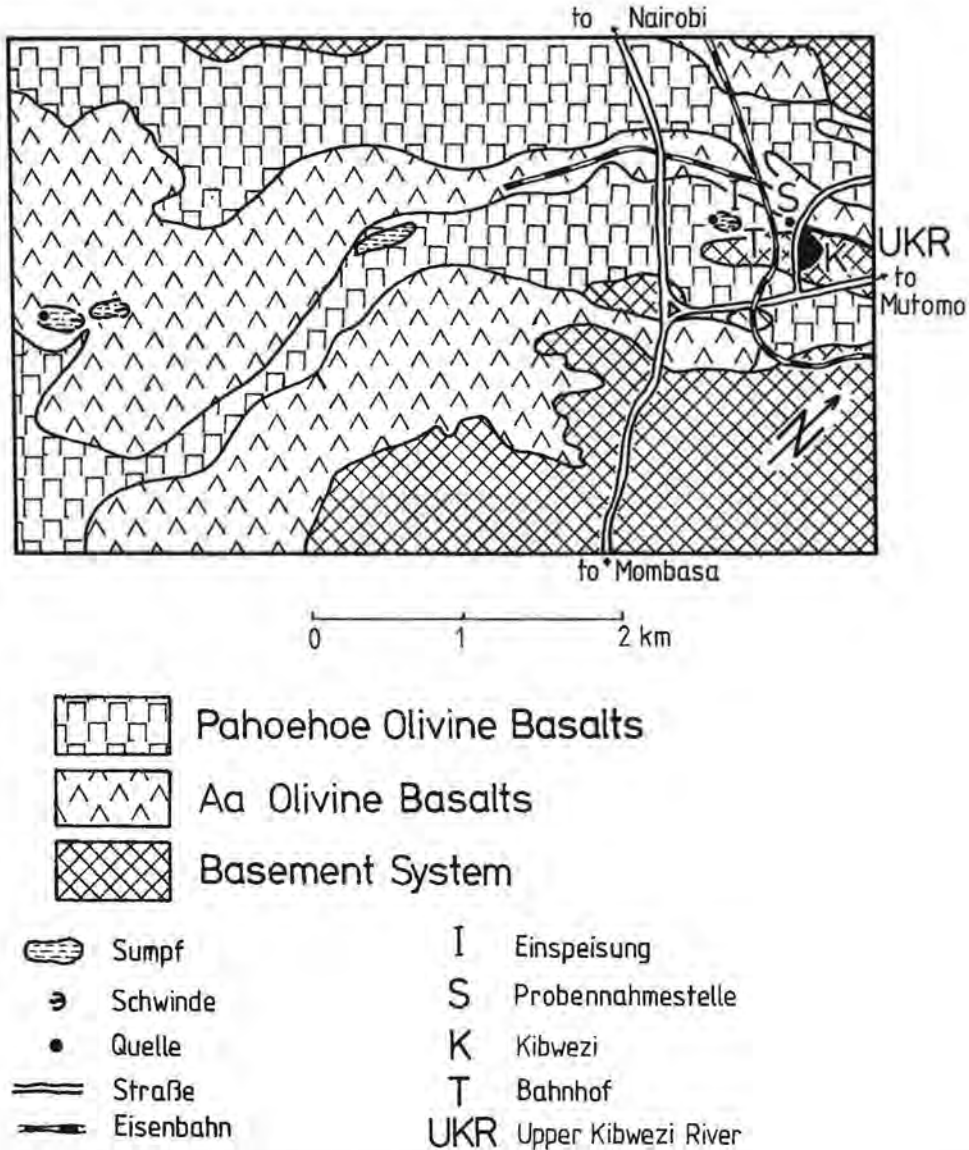 to Nairobi
I
S
T
K
UKR
to
Mutomo
N
to Mombasa
0 1 2 km
Pahoehoe Olivine Basalts
Aa Olivine Basalts
Basement System
Sumpf
Schwinde
Quelle
Straße
Eisenbahn
I Einspeisung
S Probennahmestelle
K Kibwezi
T Bahnhof
UKR Upper Kibwezi River